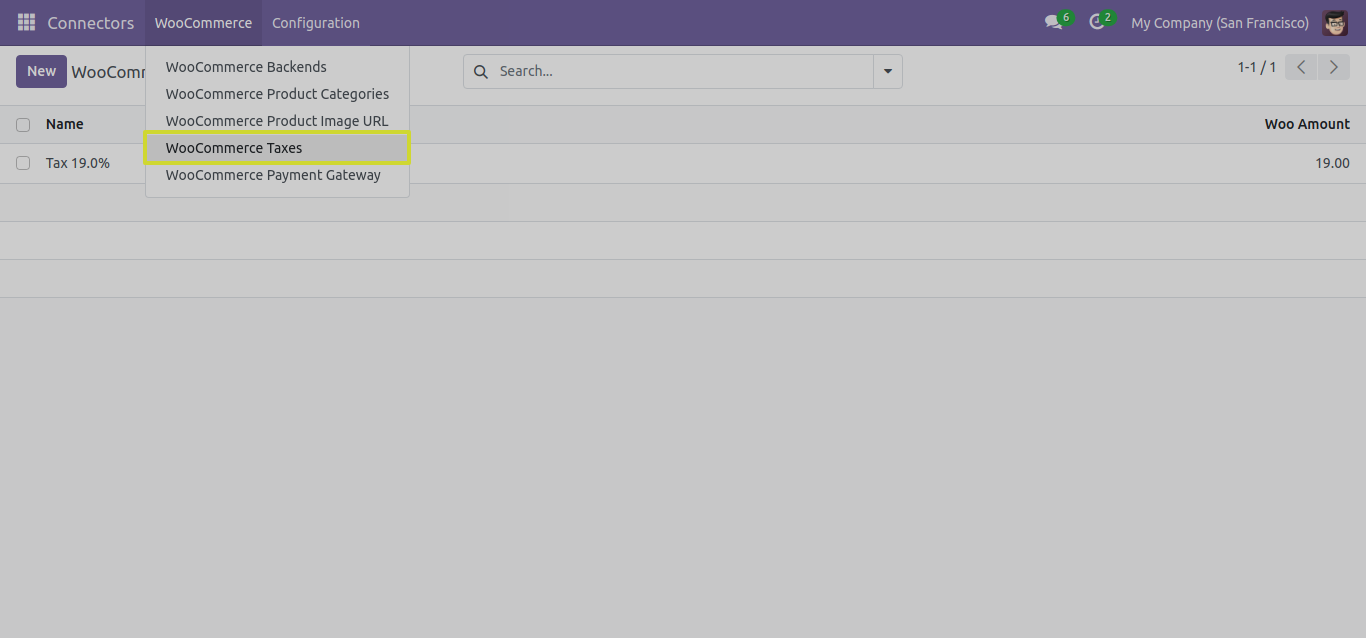 Connectors WooCommerce Configuration 6 2 My Company (San Francisco)
New WooComm Search... 1-1 / 1
WooCommerce Backends
WooCommerce Product Categories
WooCommerce Product Image URL
WooCommerce Taxes
WooCommerce Payment Gateway
Name Woo Amount
Tax 19.0% 19.00